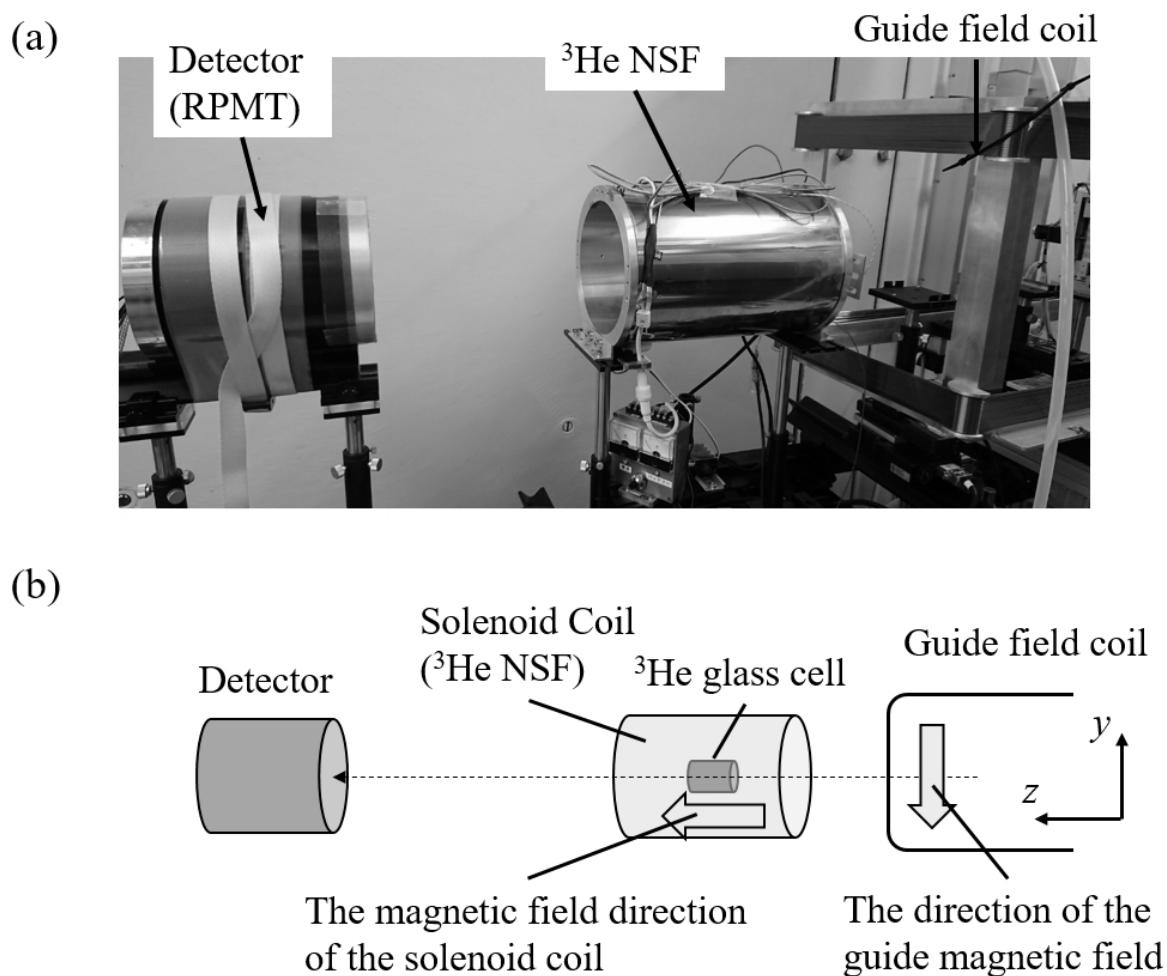 (a)
Detector
(RPMT)
³He NSF
Guide field coil
(b)
Detector
Solenoid Coil
(³He NSF)
³He glass cell
Guide field coil
y
z
The magnetic field direction
of the solenoid coil
The direction of the
guide magnetic field